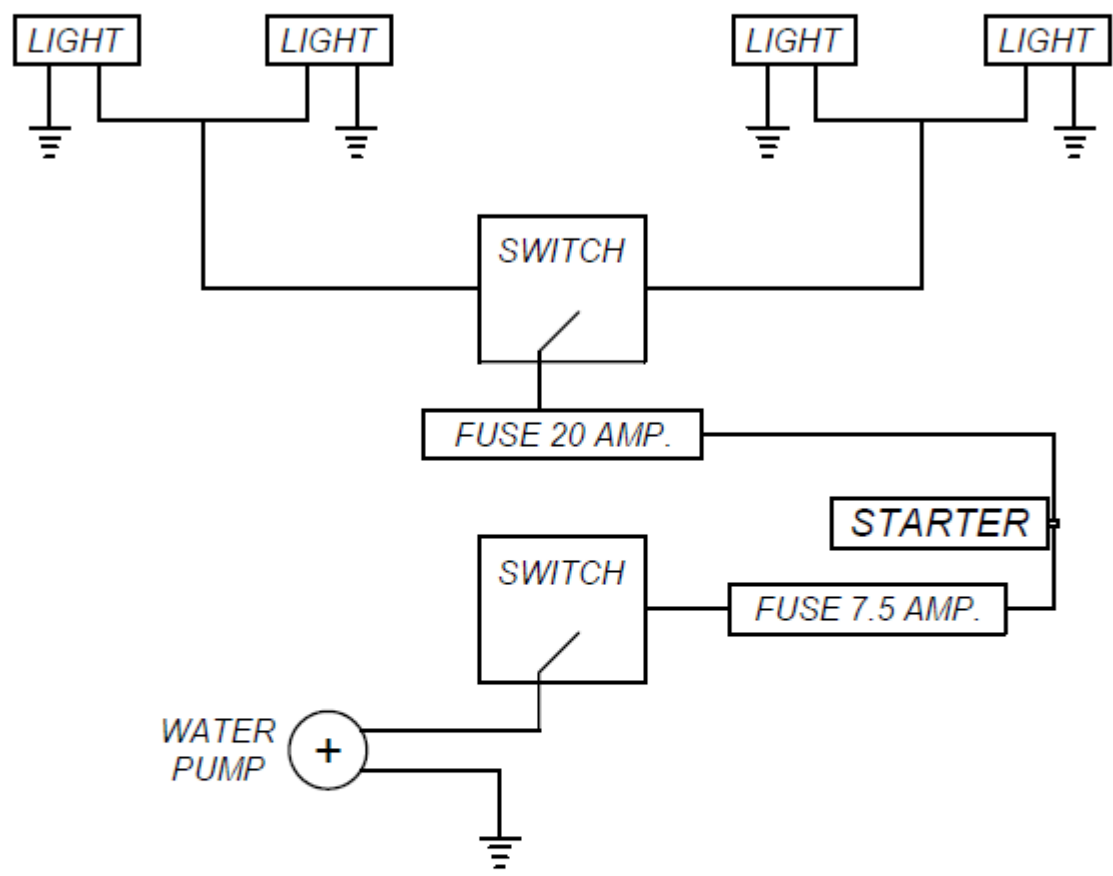 LIGHT
LIGHT
LIGHT
LIGHT
SWITCH
FUSE 20 AMP.
STARTER
SWITCH
FUSE 7.5 AMP.
WATER
PUMP
+